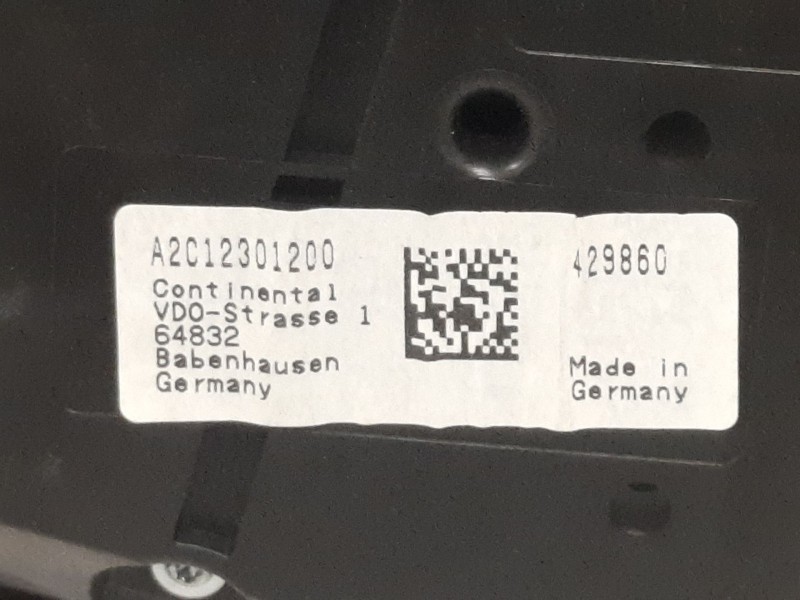 A2C12301200
Continental
VDO-Strasse 1
64832
Babenhausen
Germany
429860
Made in
Germany